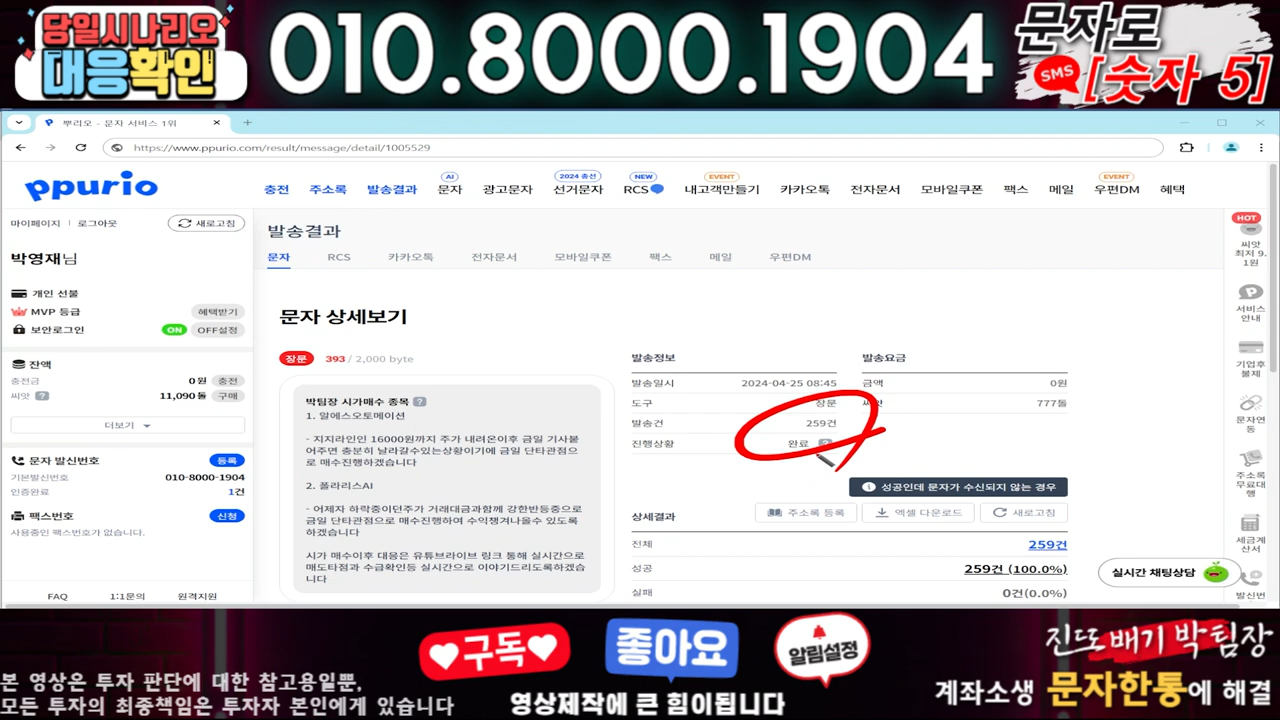 당일시나리오
대응확인
010.8000.1904
문자로
SMS
[숫자 5]
뿌리오 - 문자 서비스 1위
https://www.ppurio.com/result/message/detail/1005529
ppurio
충전 주소록 발송결과 AI 문자 광고문자 2024 총선 선거문자 NEW RCS EVENT 내고객만들기 카카오톡 전자문서 모바일쿠폰 팩스 메일 EVENT 우편DM 혜택
마이페이지 | 로그아웃 새로고침
박영재님
개인 선불
MVP 등급 혜택받기
보안로그인 ON OFF설정
잔액
충전금 0원 충전
씨앗 ? 11,090톨 구매
더보기
문자 발신번호 등록
기본발신번호 010-8000-1904
인증완료 1건
팩스번호 신청
사용중인 팩스번호가 없습니다.
FAQ 1:1문의 원격지원
발송결과
문자 RCS 카카오톡 전자문서 모바일쿠폰 팩스 메일 우편DM
문자 상세보기
장문 393 / 2,000 byte
박팀장 시가매수 종목 ?
1. 알에스오토메이션
- 지지라인인 16000원까지 주가 내려온이후 금일 기사붙
어주면 충분히 날라갈수있는상황이기에 금일 단타관점으
로 매수진행하겠습니다
2. 폴라리스AI
- 어제자 하락중이던주가 거래대금과함께 강한반등중으로
금일 단타관점으로 매수진행하여 수익챙겨나올수 있도록
하겠습니다
시가 매수이후 대응은 유튜브라이브 링크 통해 실시간으로
매도타점과 수급확인등 실시간으로 이야기드리도록하겠습
니다
발송정보
발송일시 2024-04-25 08:45
도구 장문
발송건 259건
진행상황 완료 ?
발송요금
금액 0원
씨앗 777톨
성공인데 문자가 수신되지 않는 경우
상세결과 주소록 등록 엑셀 다운로드 새로고침
전체 259건
성공 259건 (100.0%)
실패 0건(0.0%)
HOT
씨앗
최저 9.
1원
서비스
안내
기업후
불제
문자연
동
주소록
무료대
행
세금계
산서
발신번
실시간 채팅상담
구독
좋아요
알림설정
영상제작에 큰 힘이됩니다
본 영상은 투자 판단에 대한 참고용일뿐,
모든 투자의 최종책임은 투자자 본인에게 있습니다
진또배기 박팀장
계좌소생 문자한통에 해결